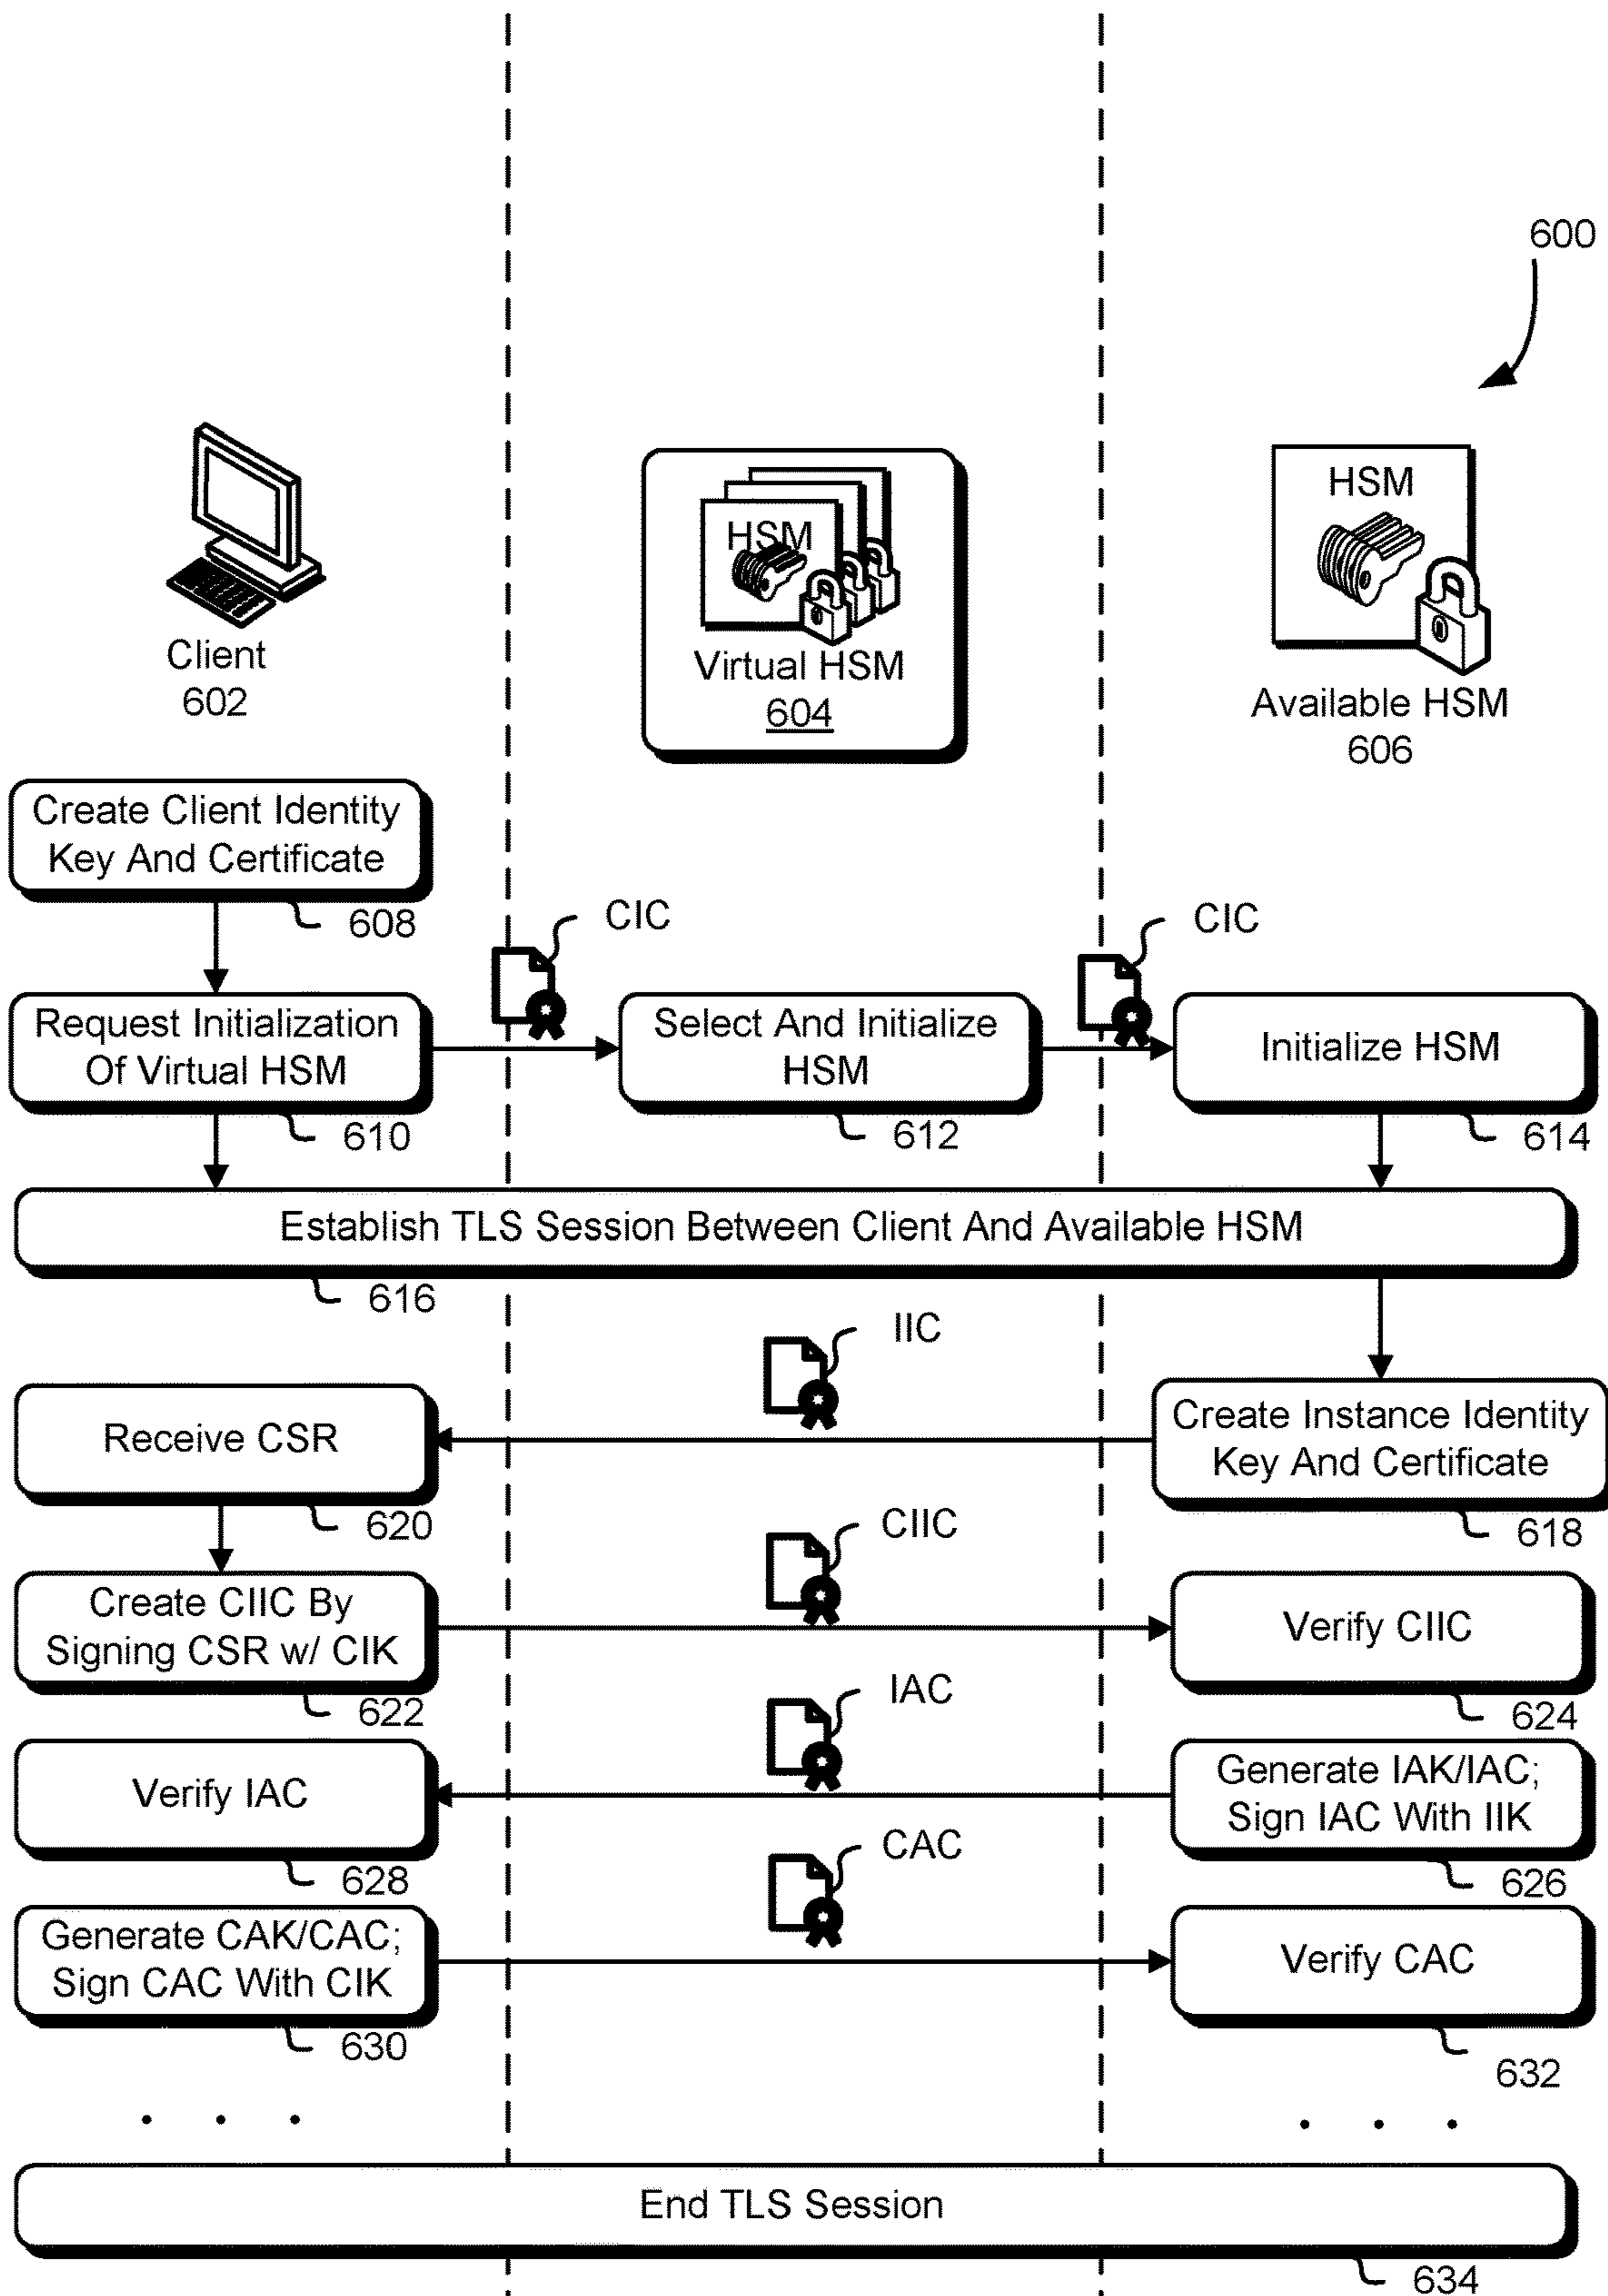 600
HSM
HSM
Client
602
Virtual HSM
604
Available HSM
606
Create Client Identity
Key And Certificate
608
CIC
CIC
Request Initialization
Of Virtual HSM
610
Select And Initialize
HSM
612
Initialize HSM
614
Establish TLS Session Between Client And Available HSM
616
IIC
Receive CSR
620
Create Instance Identity
Key And Certificate
618
CIIC
Create CIIC By
Signing CSR w/ CIK
622
Verify CIIC
624
IAC
Verify IAC
628
Generate IAK/IAC;
Sign IAC With IIK
626
CAC
Generate CAK/CAC;
Sign CAC With CIK
630
Verify CAC
632
. . .
. . .
End TLS Session
634